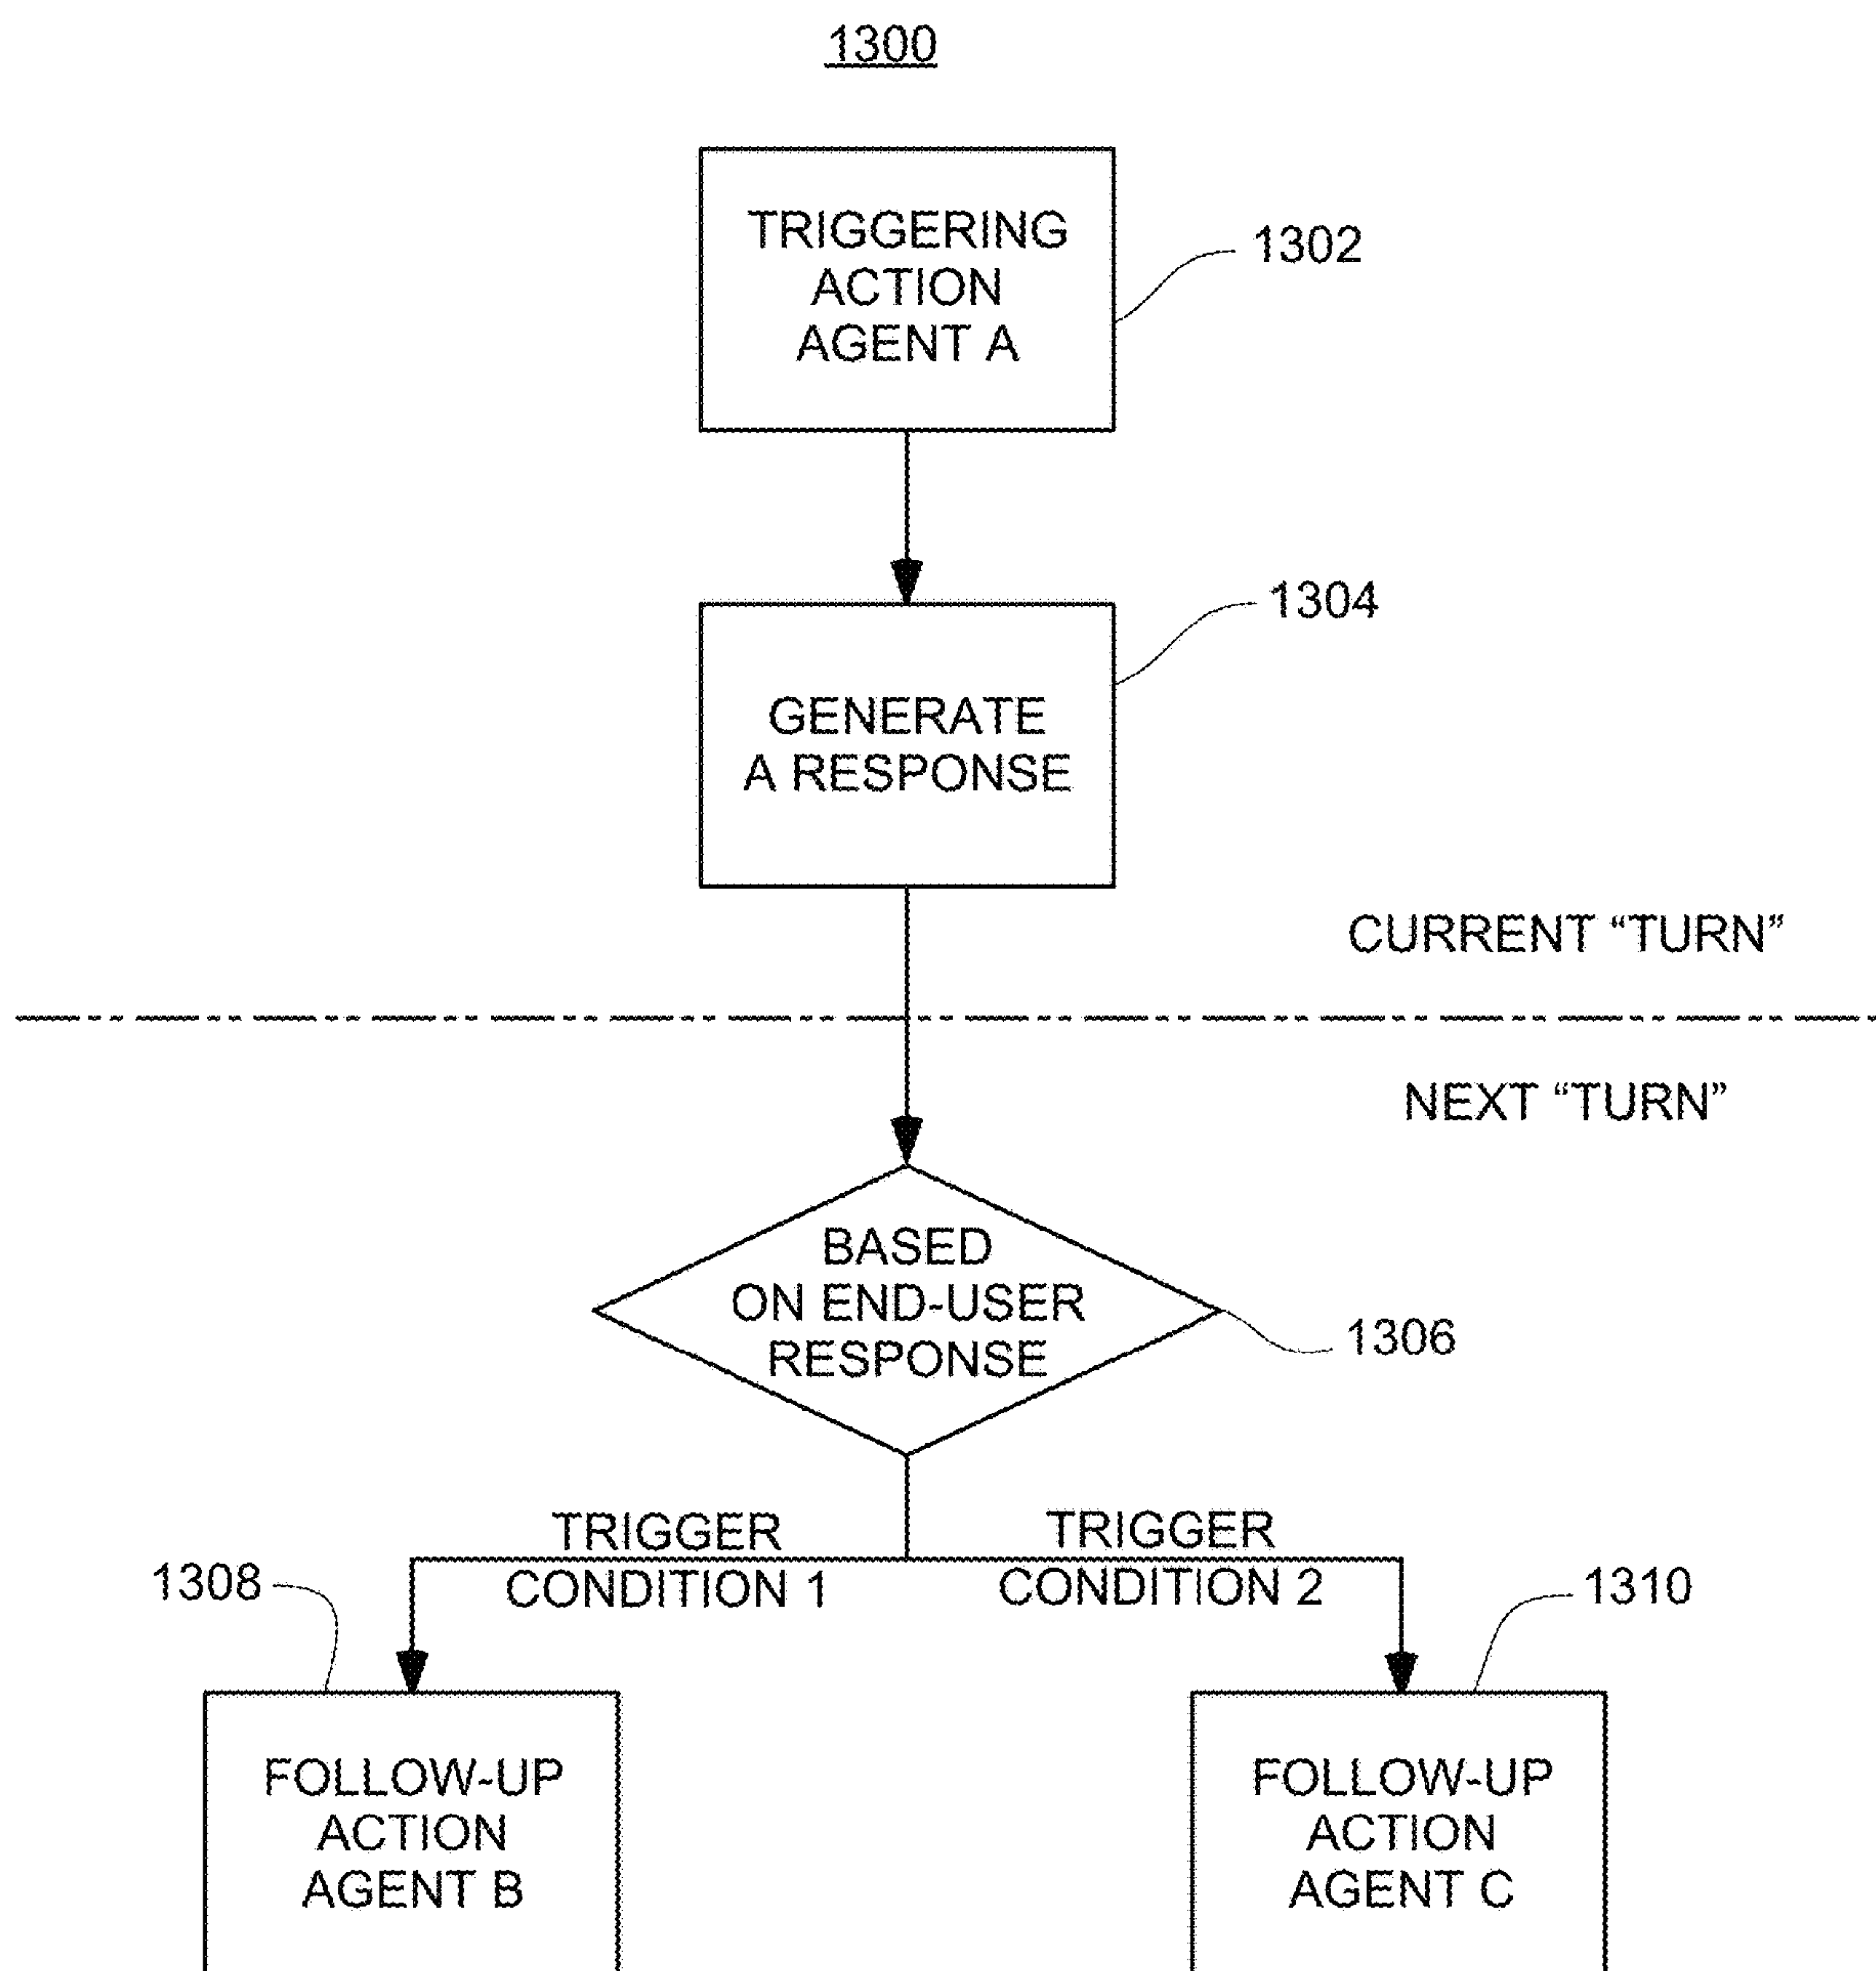 1300
TRIGGERING
ACTION
AGENT A
1302
GENERATE
A RESPONSE
1304
CURRENT “TURN”
NEXT “TURN”
BASED
ON END-USER
RESPONSE
1306
TRIGGER
CONDITION 1
TRIGGER
CONDITION 2
1308
1310
FOLLOW-UP
ACTION
AGENT B
FOLLOW-UP
ACTION
AGENT C